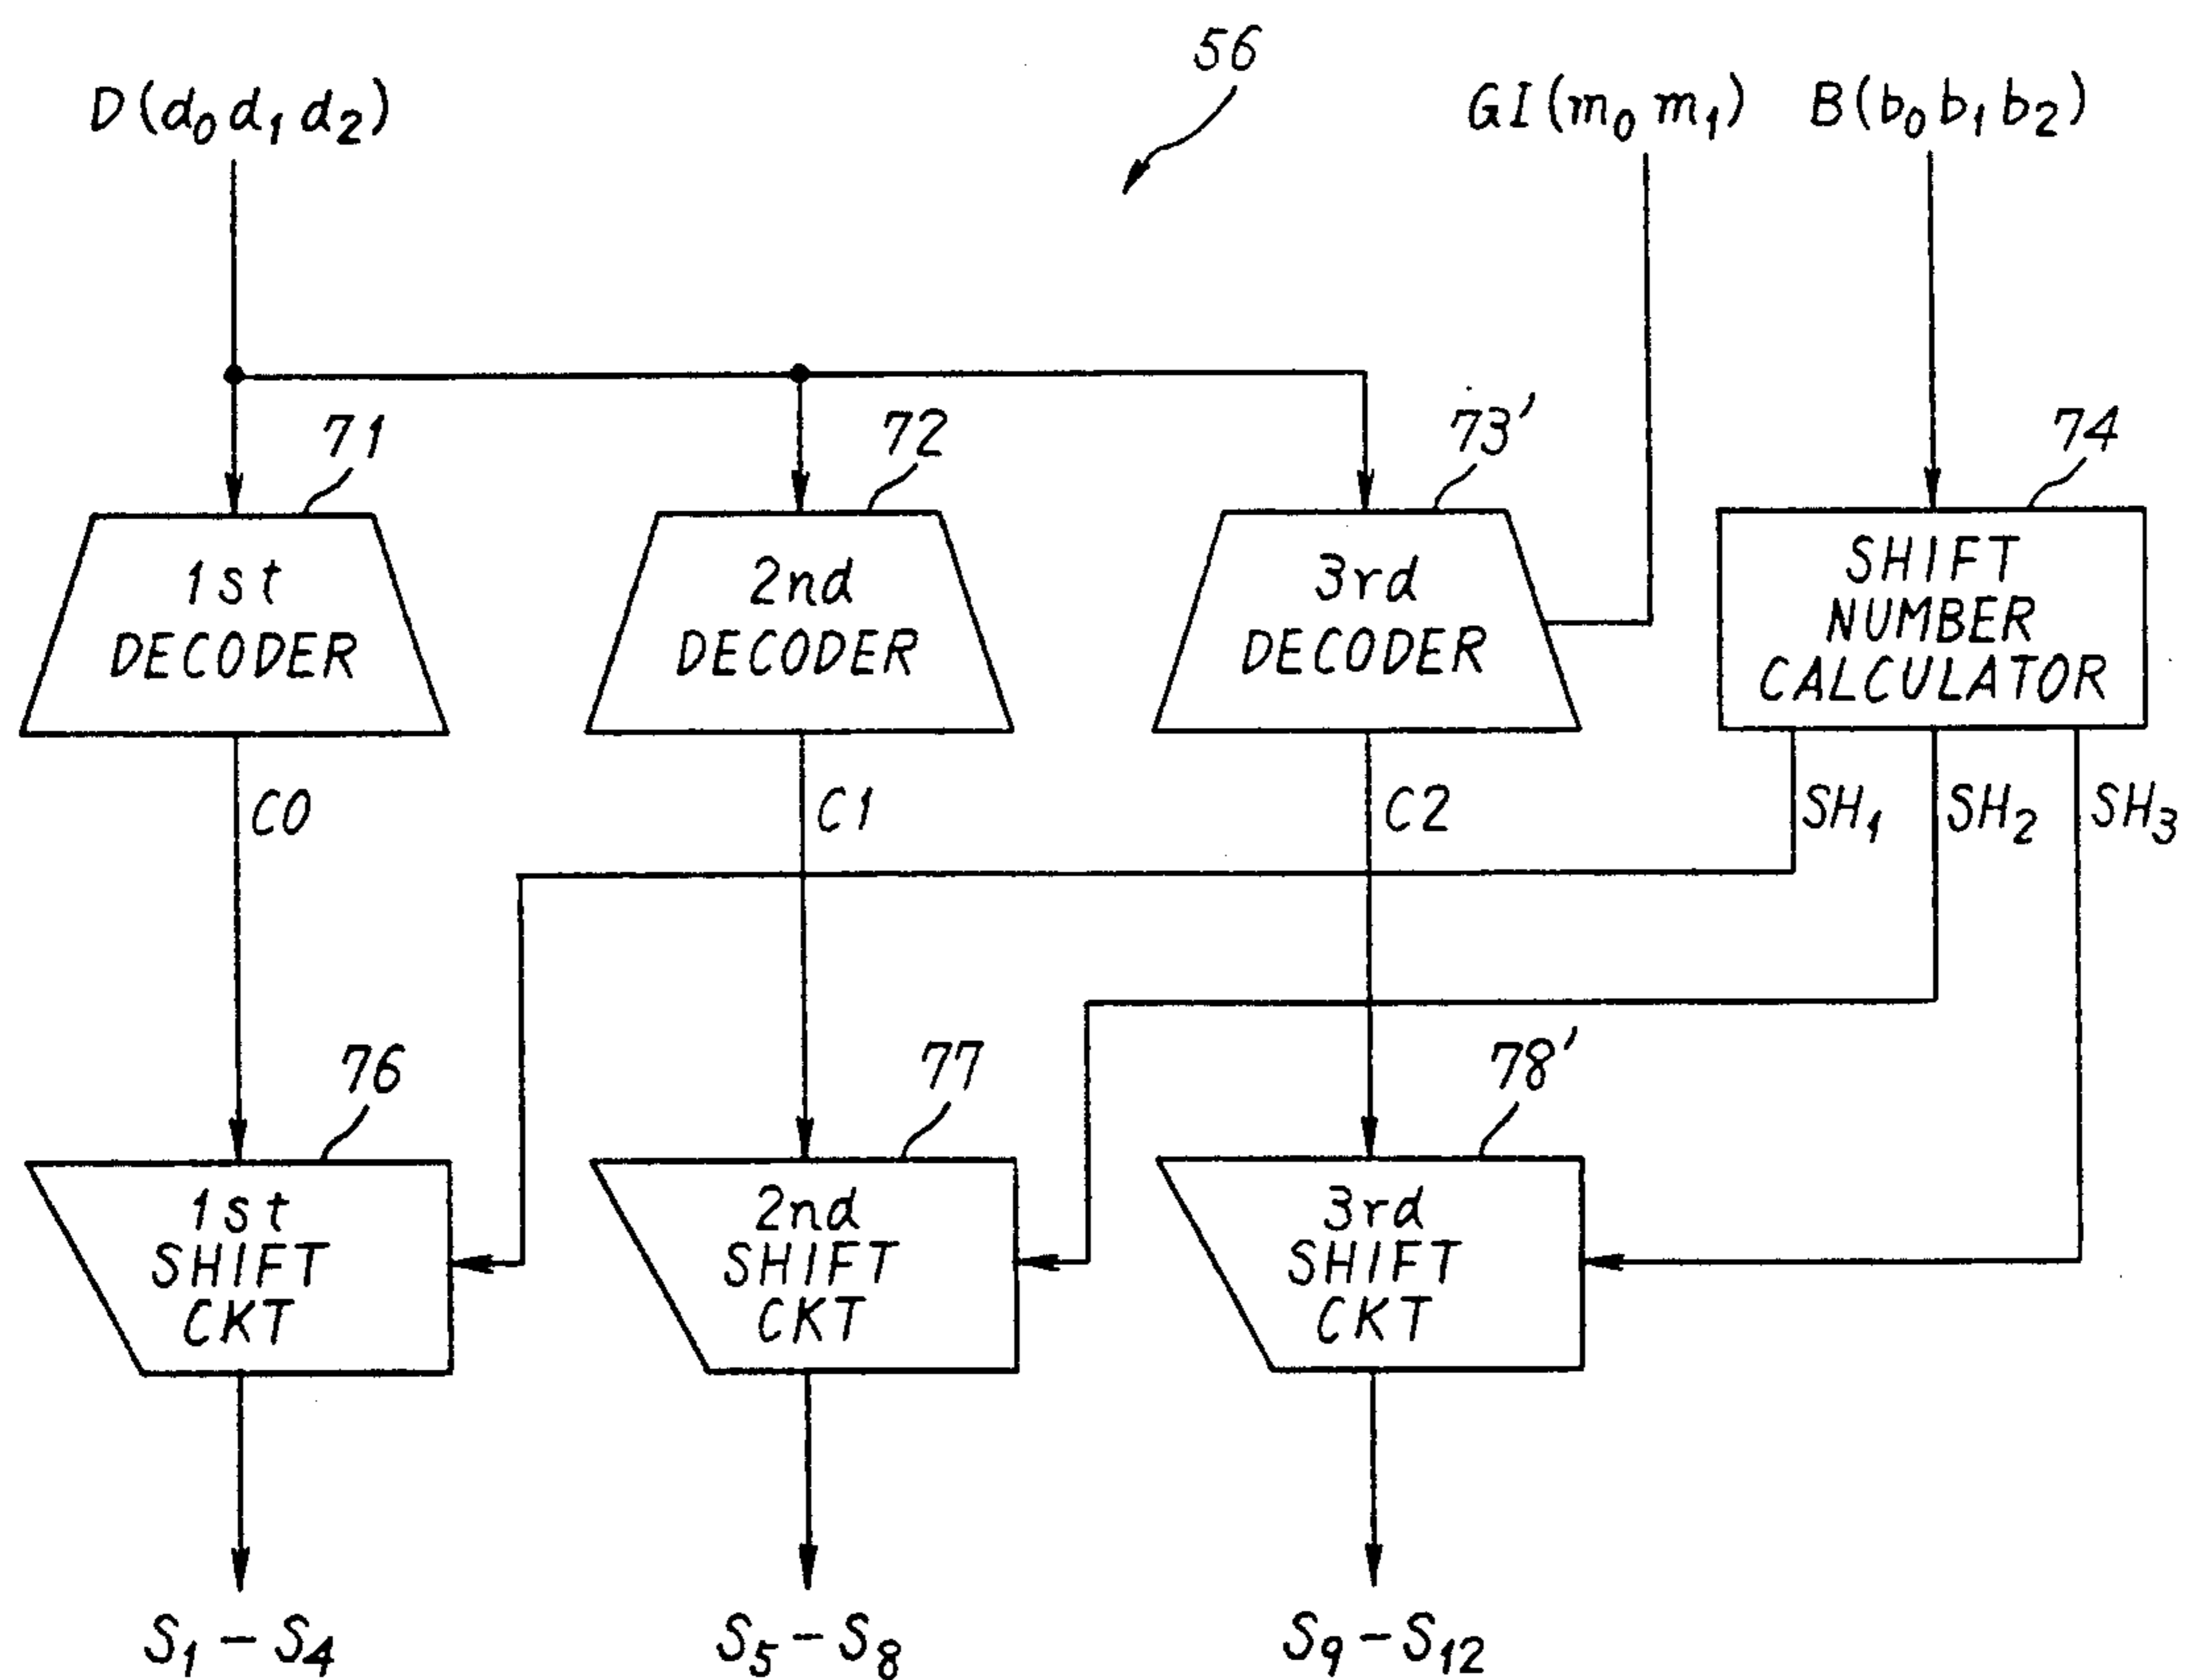 56
D(d₀d₁d₂)
GI(m₀ m₁)
B(b₀b₁b₂)
71
72
73'
74
1st
DECODER
2nd
DECODER
3rd
DECODER
SHIFT
NUMBER
CALCULATOR
C0
C1
C2
SH₁
SH₂
SH₃
76
77
78'
1st
SHIFT
CKT
2nd
SHIFT
CKT
3rd
SHIFT
CKT
S₁−S₄
S₅−S₈
S₉−S₁₂